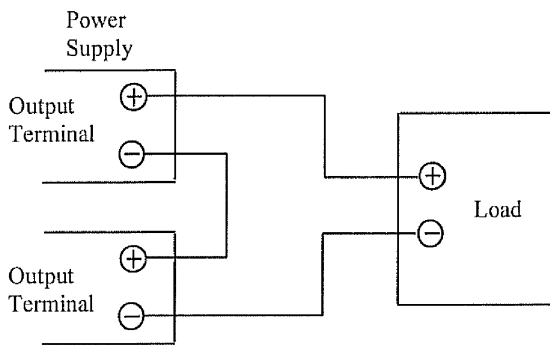 Power
Supply
Output
Terminal
+
−
Output
Terminal
+
−
+
−
Load